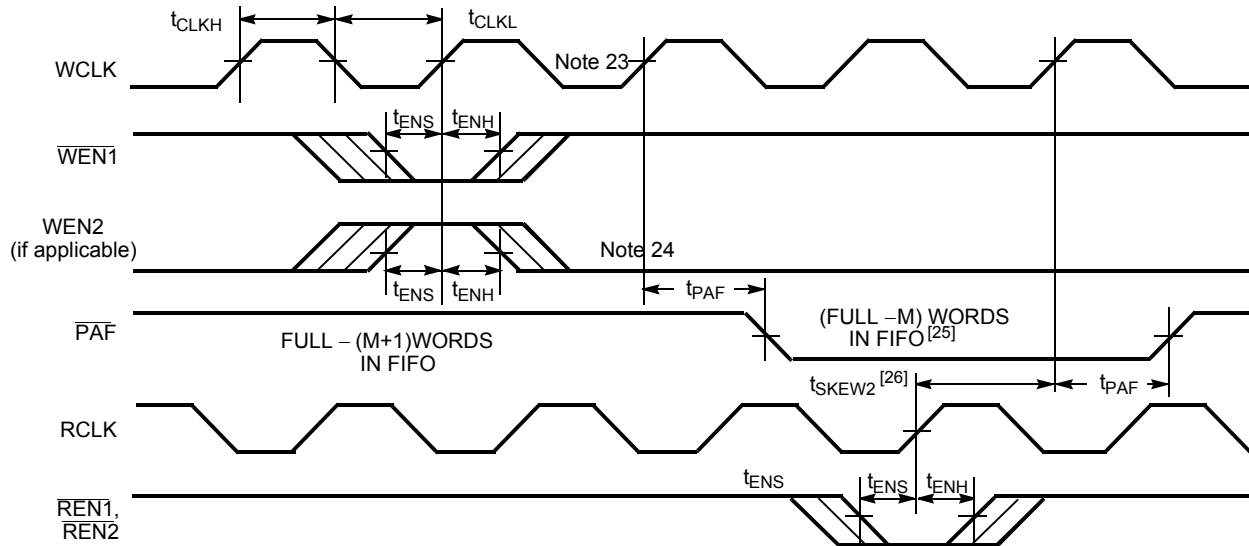 tCLKH
tCLKL
WCLK
Note 23
tENS
tENH
WEN1
WEN2
(if applicable)
Note 24
tENS
tENH
tPAF
PAF
FULL – (M+1)WORDS
IN FIFO
(FULL –M) WORDS
IN FIFO[25]
tSKEW2 [26]
tPAF
RCLK
tENS
tENS
tENH
REN1,
REN2